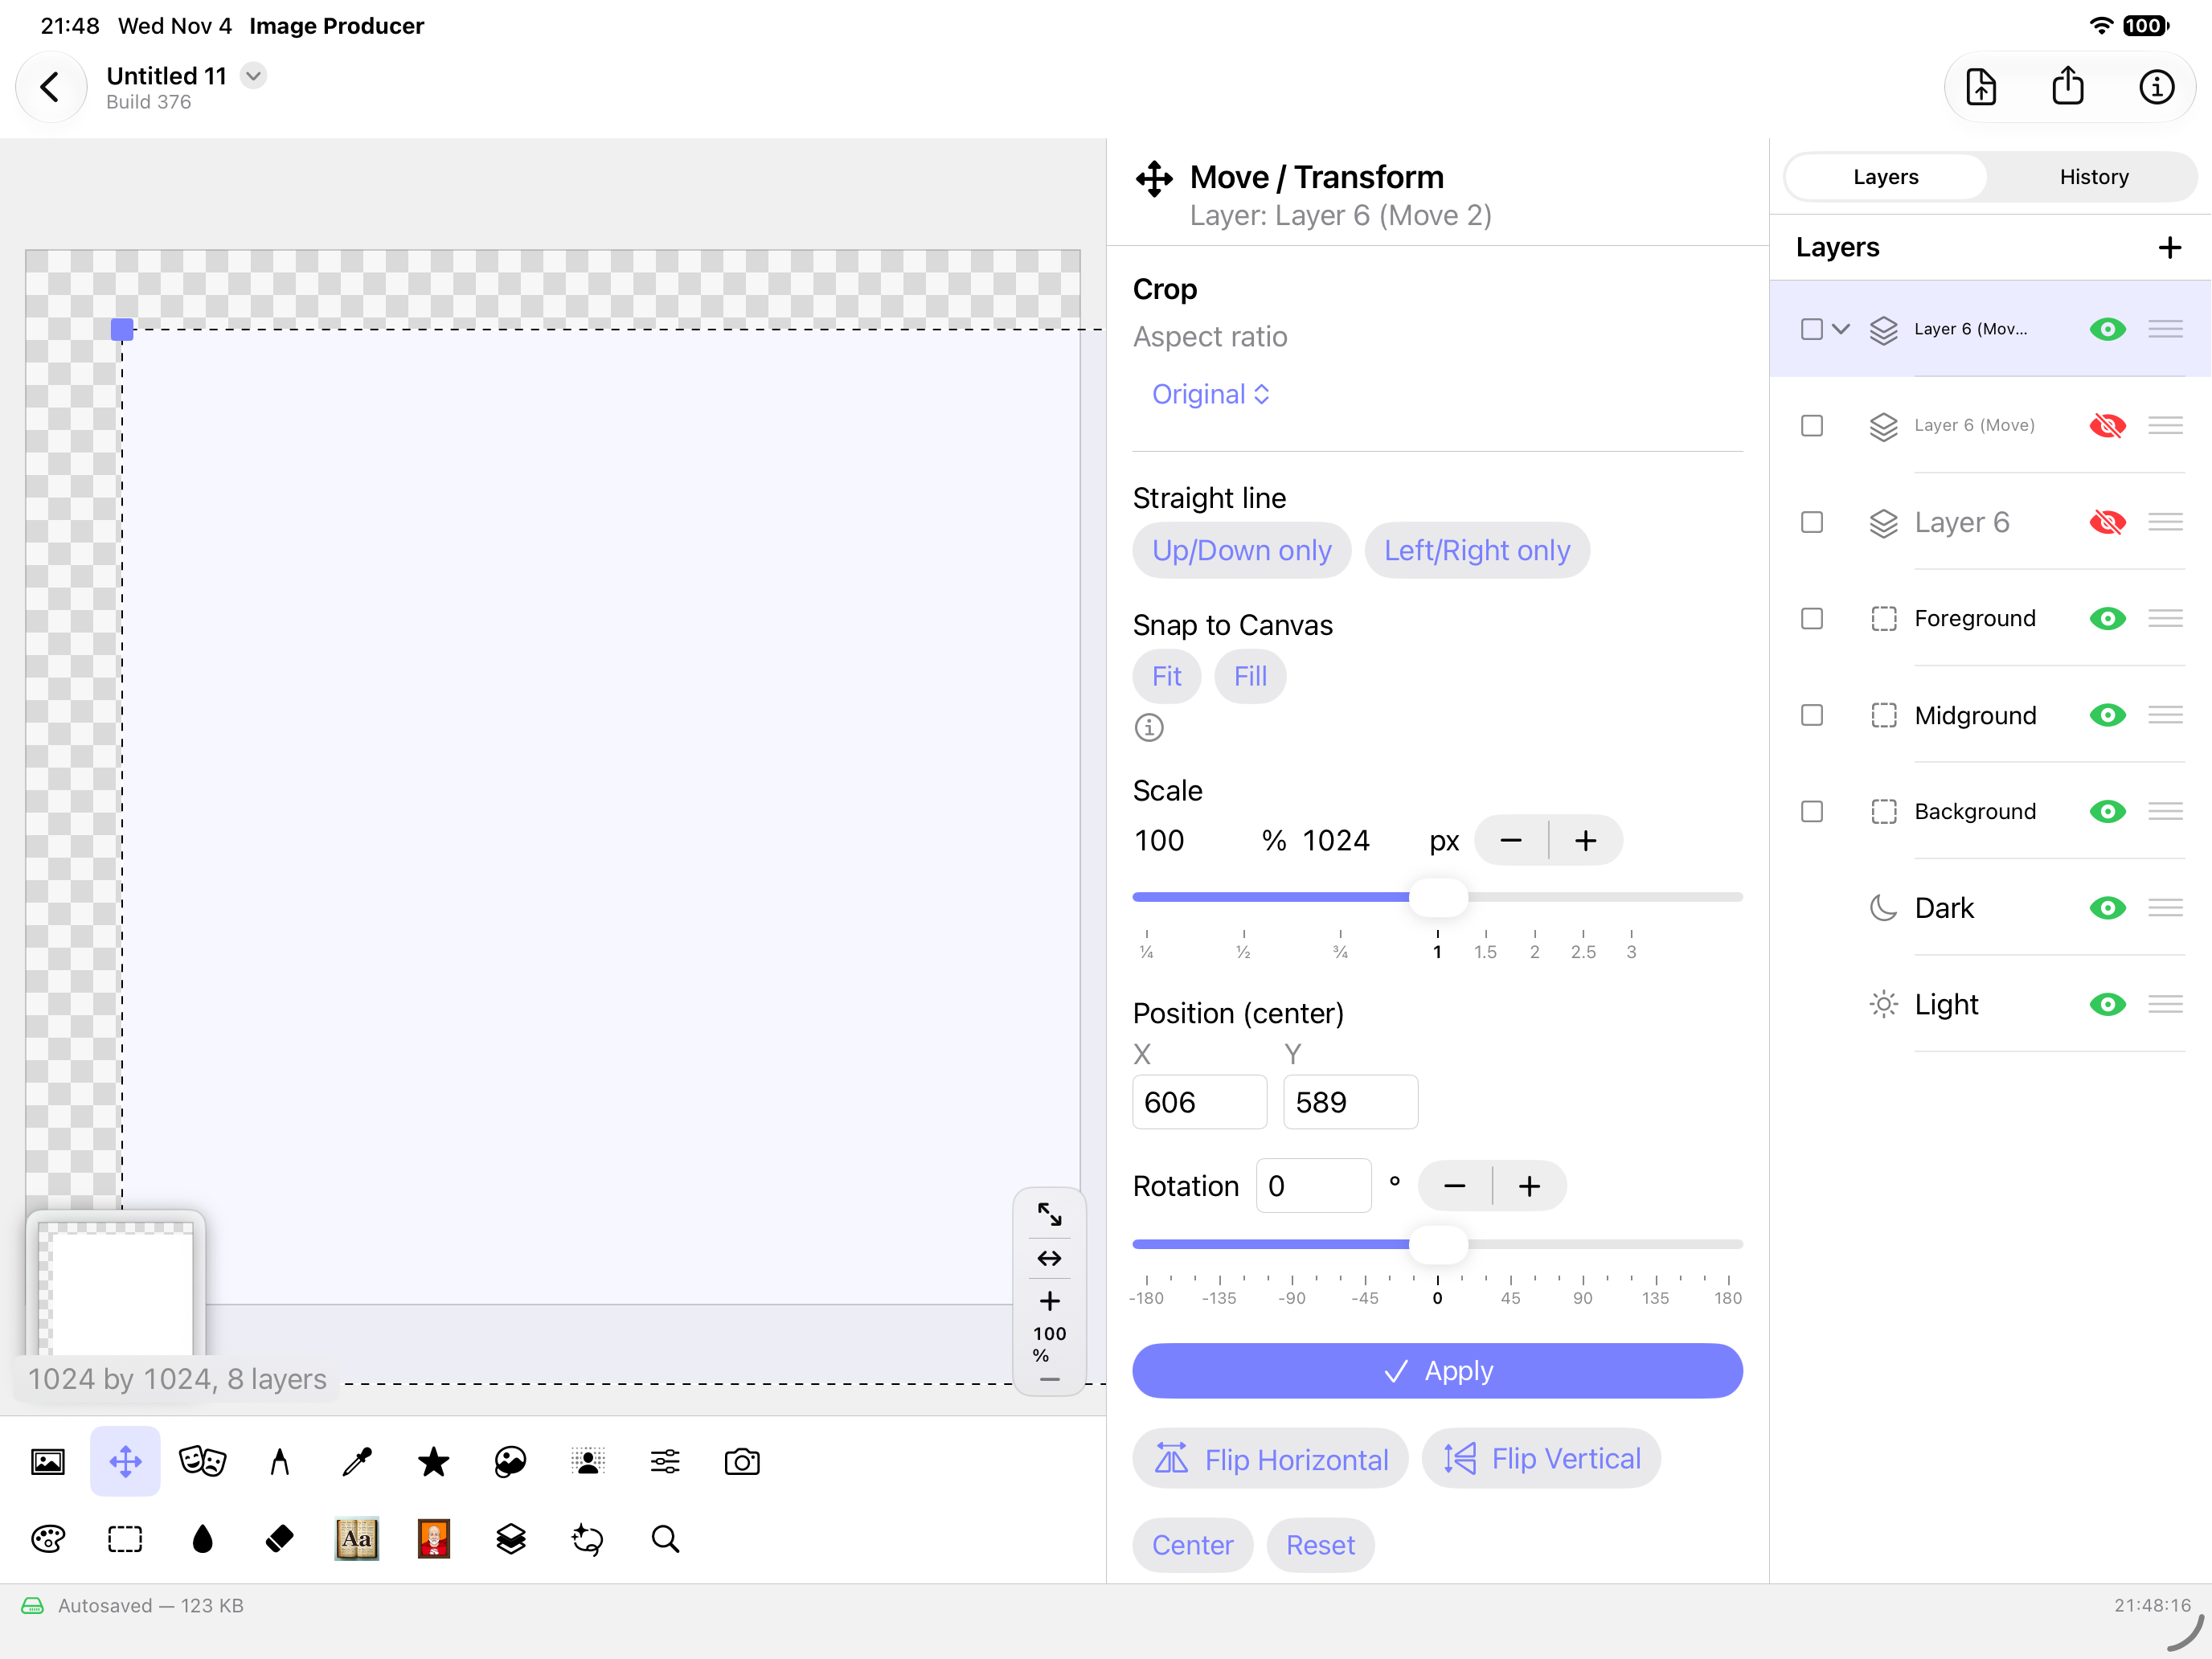 21:48 Wed Nov 4 Image Producer
100
Untitled 11
Build 376
Move / Transform
Layer: Layer 6 (Move 2)
Crop
Aspect ratio
Original
Straight line
Up/Down only Left/Right only
Snap to Canvas
Fit Fill
Scale
100 % 1024 px
¼ ½ ¾ 1 1.5 2 2.5 3
Position (center)
X Y
606 589
Rotation 0 °
-180 -135 -90 -45 0 45 90 135 180
Apply
Flip Horizontal Flip Vertical
Center Reset
Layers History
Layers
Layer 6 (Mov...
Layer 6 (Move)
Layer 6
Foreground
Midground
Background
Dark
Light
100
%
1024 by 1024, 8 layers
Aa
Autosaved — 123 KB
21:48:16